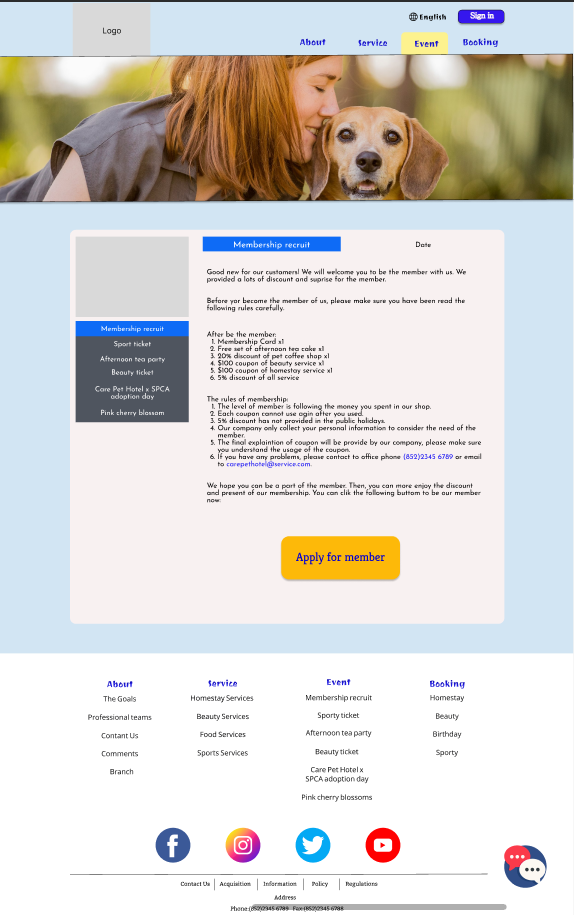 Logo
English
Sign in
About
Service
Event
Booking
Membership recruit
Sport ticket
Afternoon tea party
Beauty ticket
Care Pet Hotel x SPCA
adoption day
Pink cherry blossom
Membership recruit
Date
Good new for our customers! We will welcome you to be the member with us. We
provided a lots of discount and suprise for the member.
Before yor become the member of us, please make sure you have been read the
following rules carefully.
After be the member:
1. Membership Card x1
2. Free set of afternoon tea cake x1
3. 20% discount of pet coffee shop x1
4. $100 coupon of beauty service x1
5. $100 coupon of homestay service x1
6. 5% discount of all service
The rules of membership:
1. The level of member is following the money you spent in our shop.
2. Each coupon cannot use agin after you used.
3. 5% discount has not provided in the public holidays.
4. Our company only collect your personal information to consider the need of the
member.
5. The final explaintion of coupon will be provide by our company, please make sure
you understand the usage of the coupon.
6. If you have any problems, please contact to office phone (852)2345 6789 or email
to carepethotel@service.com.
We hope you can be a part of the member. Then, you can more enjoy the discount
and present of our membership. You can clik the following buttom to be our member
now:
Apply for member
About
The Goals
Professional teams
Contant Us
Comments
Branch
Service
Homestay Services
Beauty Services
Food Services
Sports Services
Event
Membership recruit
Sporty ticket
Afternoon tea party
Beauty ticket
Care Pet Hotel x
SPCA adoption day
Pink cherry blossoms
Booking
Homestay
Beauty
Birthday
Sporty
Contact Us
Acquisition
Information
Policy
Regulations
Address
Phone:(852)2345 6789 Fax:(852)2345 6788